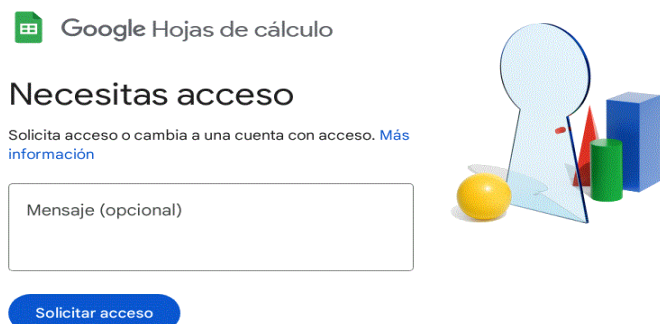 Google Hojas de cálculo
Necesitas acceso
Solicita acceso o cambia a una cuenta con acceso. Más
información
Mensaje (opcional)
Solicitar acceso